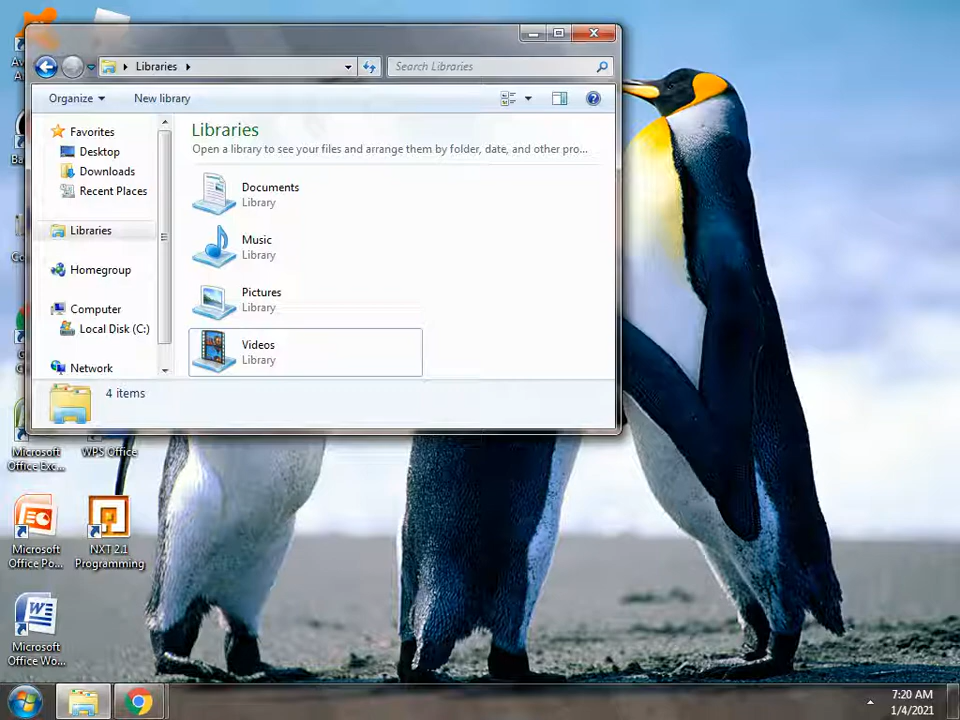 Libraries
Search Libraries
Organize
New library
Favorites
Desktop
Downloads
Recent Places
Libraries
Homegroup
Computer
Local Disk (C:)
Network
Libraries
Open a library to see your files and arrange them by folder, date, and other pro...
Documents
Library
Music
Library
Pictures
Library
Videos
Library
4 items
Microsoft
Office Exc...
WPS Office
Microsoft
Office Po...
NXT 2.1
Programming
Microsoft
Office Wo...
7:20 AM
1/4/2021